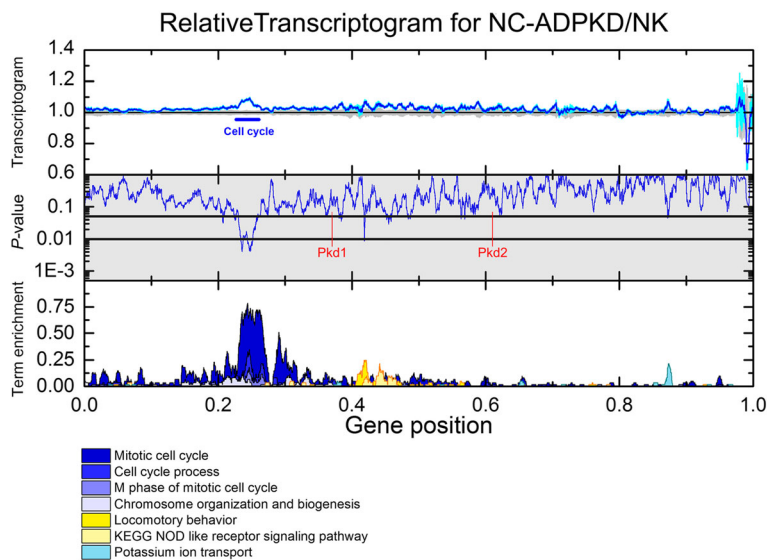 RelativeTranscriptogram for NC-ADPKD/NK
Transcriptogram
1.4
1.2
1.0
0.8
0.6
Cell cycle
P-value
0.1
0.01
1E-3
Pkd1
Pkd2
Term enrichment
0.75
0.50
0.25
0.00
0.0 0.2 0.4 0.6 0.8 1.0
Gene position
Mitotic cell cycle
Cell cycle process
M phase of mitotic cell cycle
Chromosome organization and biogenesis
Locomotory behavior
KEGG NOD like receptor signaling pathway
Potassium ion transport